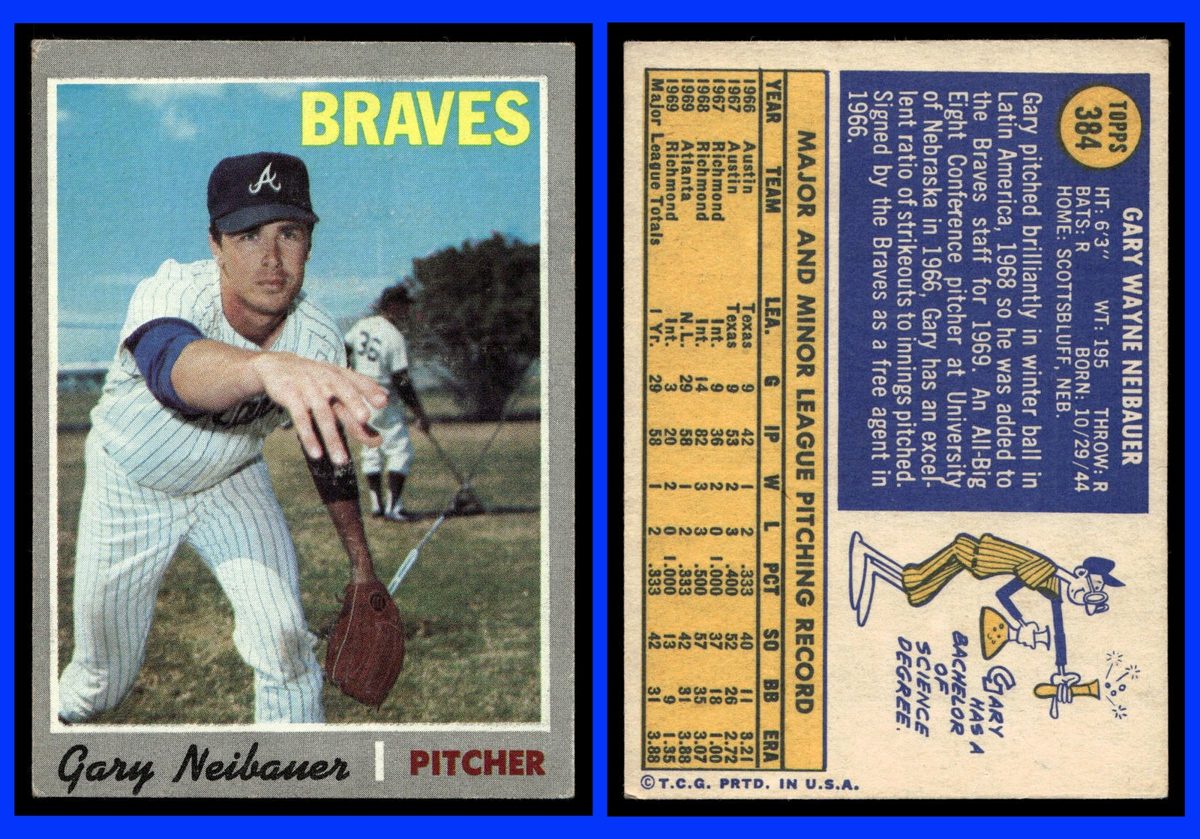 BRAVES
A
36
Gary Neibauer | PITCHER
TOPPS
384
GARY WAYNE NEIBAUER
HT: 6'3" WT: 195 THROW: R
BATS: R BORN: 10/29/44
HOME: SCOTTSBLUFF, NEB.
Gary pitched brilliantly in winter ball in
Latin America, 1968 so he was added to
the Braves staff for 1969. An All-Big
Eight Conference pitcher at University
of Nebraska in 1966, Gary has an excel-
lent ratio of strikeouts to innings pitched.
Signed by the Braves as a free agent in
1966.
GARY
HAS A
BACHELOR
OF
SCIENCE
DEGREE.
MAJOR AND MINOR LEAGUE PITCHING RECORD
YEAR TEAM LEA. G IP W L PCT SO BB ERA
1966 Austin Texas 9 42 1 2 .333 40 11 3.21
1967 Austin Texas 9 53 2 3 .400 52 26 2.72
1967 Richmond Int 9 36 2 0 1.000 37 18 1.00
1968 Richmond Int. 14 82 3 3 .500 57 35 3.07
1969 Atlanta N.L. 29 58 1 2 .333 42 31 3.88
1969 Richmond Int. 3 20 2 0 1.000 13 9 1.35
Major League Totals 1 Yr. 29 58 1 2 .333 42 31 3.88
© T.C.G. PRTD. IN U.S.A.